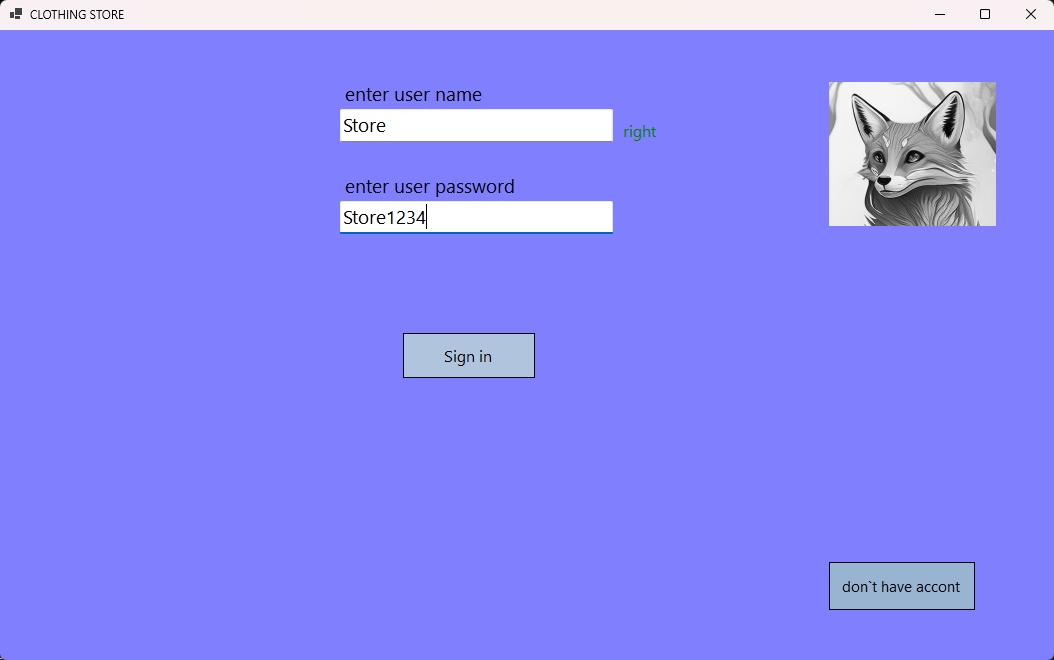 CLOTHING STORE
enter user name
Store
right
enter user password
Store1234
Sign in
don`t have accont